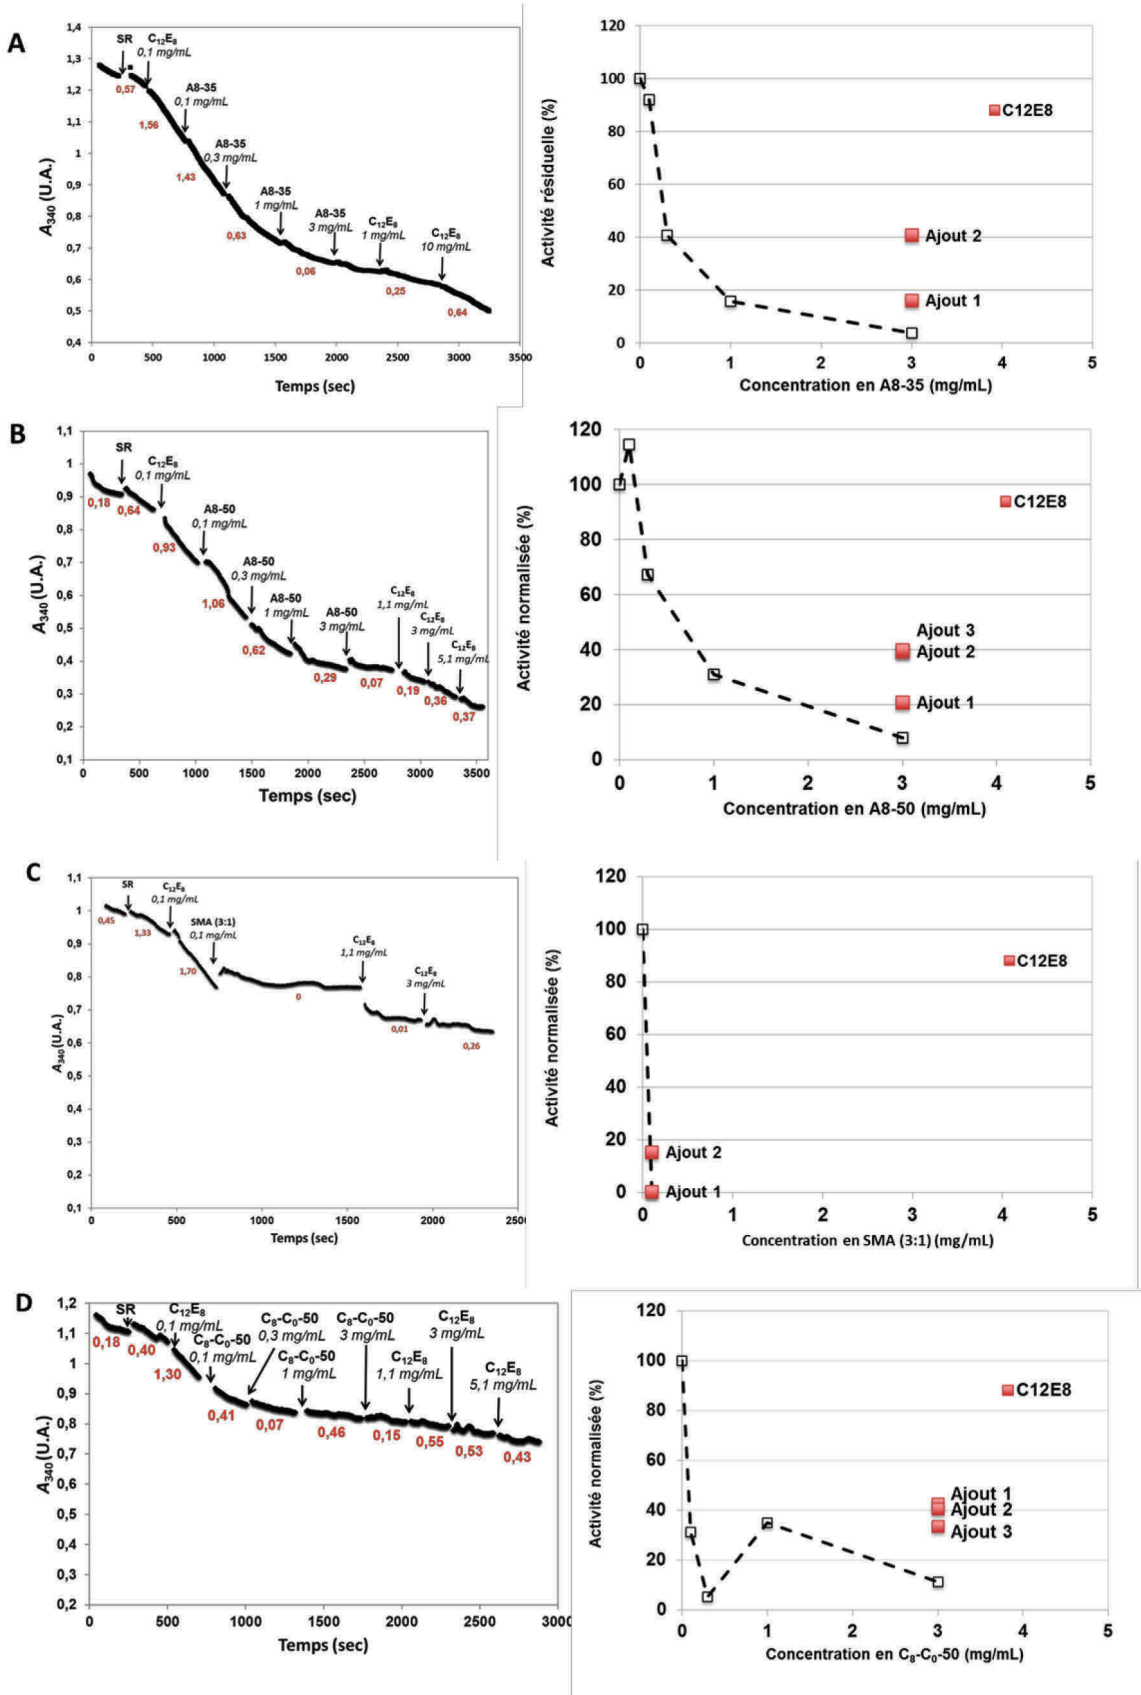 A
1,4
1,3
1,2
1,1
1
0,9
0,8
0,7
0,6
0,5
0,4
A340 (U.A.)
SR
C12E8
0,1 mg/mL
A8-35
0,1 mg/mL
A8-35
0,3 mg/mL
A8-35
1 mg/mL
A8-35
3 mg/mL
C12E8
1 mg/mL
C12E8
10 mg/mL
0,57
1,56
1,43
0,63
0,06
0,25
0,64
0 500 1000 1500 2000 2500 3000 3500
Temps (sec)
120
100
80
60
40
20
0
Activité résiduelle (%)
C12E8
Ajout 2
Ajout 1
0 1 2 3 4 5
Concentration en A8-35 (mg/mL)
B
1,1
1
0,9
0,8
0,7
0,6
0,5
0,4
0,3
0,2
0,1
A340 (U.A.)
SR
C12E8
0,1 mg/mL
A8-50
0,1 mg/mL
A8-50
0,3 mg/mL
A8-50
1 mg/mL
A8-50
3 mg/mL
C12E8
1,1 mg/mL
C12E8
3 mg/mL
C12E8
5,1 mg/mL
0,18
0,64
0,93
1,06
0,62
0,29
0,07
0,19
0,36
0,37
0 500 1000 1500 2000 2500 3000 3500
Temps (sec)
120
100
80
60
40
20
0
Activité normalisée (%)
C12E8
Ajout 3
Ajout 2
Ajout 1
0 1 2 3 4 5
Concentration en A8-50 (mg/mL)
C
1,1
1
0,9
0,8
0,7
0,6
0,5
0,4
0,3
0,2
0,1
A340 (U.A.)
SR
C12E8
0,1 mg/mL
SMA (3:1)
0,1 mg/mL
C12E8
1,1 mg/mL
C12E8
3 mg/mL
0,45
1,33
1,70
0
0,01
0,26
0 500 1000 1500 2000 2500
Temps (sec)
120
100
80
60
40
20
0
Activité normalisée (%)
C12E8
Ajout 2
Ajout 1
0 1 2 3 4 5
Concentration en SMA (3:1) (mg/mL)
D
1,2
1,1
1
0,9
0,8
0,7
0,6
0,5
0,4
0,3
0,2
A340 (U.A.)
SR
C12E8
0,1 mg/mL
C8-C0-50
0,1 mg/mL
C8-C0-50
0,3 mg/mL
C8-C0-50
1 mg/mL
C8-C0-50
3 mg/mL
C12E8
1,1 mg/mL
C12E8
3 mg/mL
C12E8
5,1 mg/mL
0,18
0,40
1,30
0,41
0,07
0,46
0,15
0,55
0,53
0,43
0 500 1000 1500 2000 2500 3000
Temps (sec)
120
100
80
60
40
20
0
Activité normalisée (%)
C12E8
Ajout 1
Ajout 2
Ajout 3
0 1 2 3 4 5
Concentration en C8-C0-50 (mg/mL)